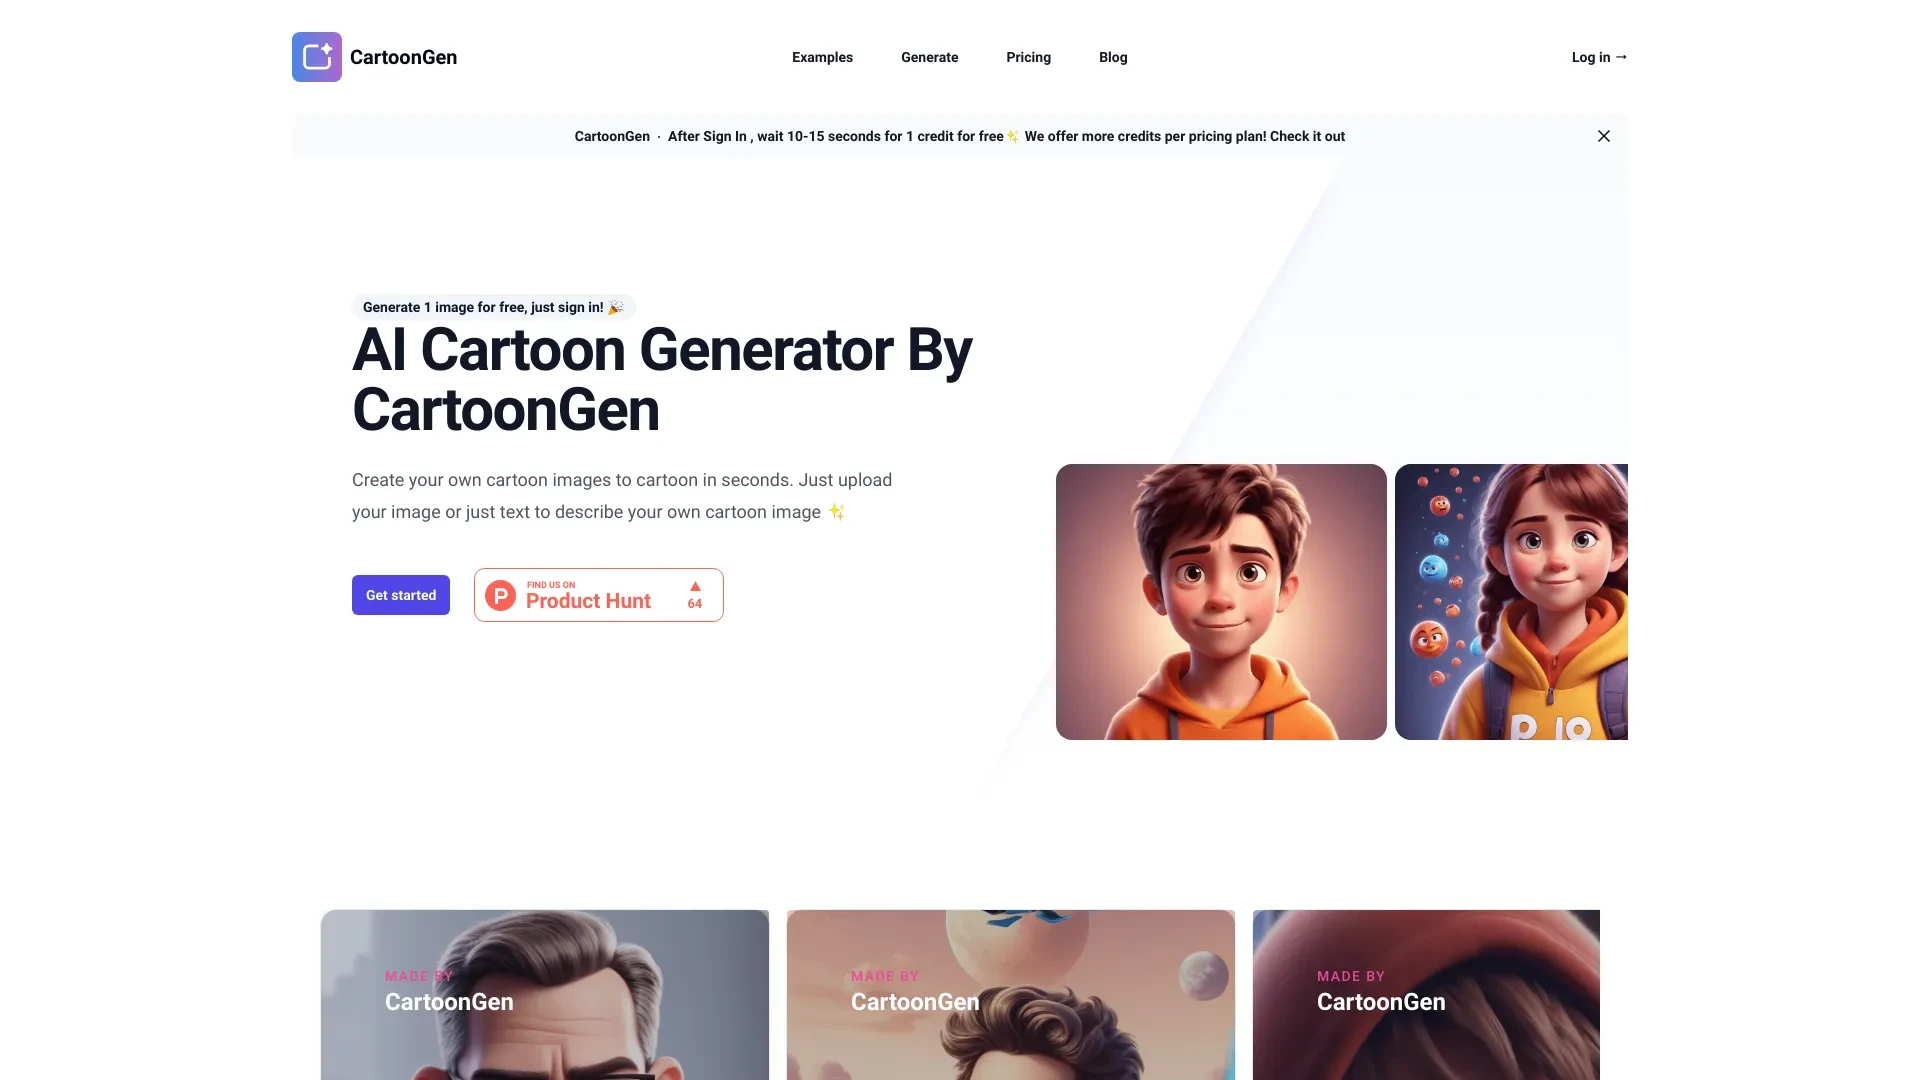 CartoonGen
Examples
Generate
Pricing
Blog
Log in →
CartoonGen · After Sign In , wait 10-15 seconds for 1 credit for free✨ We offer more credits per pricing plan! Check it out
Generate 1 image for free, just sign in! 🎉
AI Cartoon Generator By
CartoonGen
Create your own cartoon images to cartoon in seconds. Just upload
your image or just text to describe your own cartoon image ✨
Get started
FIND US ON
Product Hunt
▲
64
MADE BY
CartoonGen
MADE BY
CartoonGen
MADE BY
CartoonGen